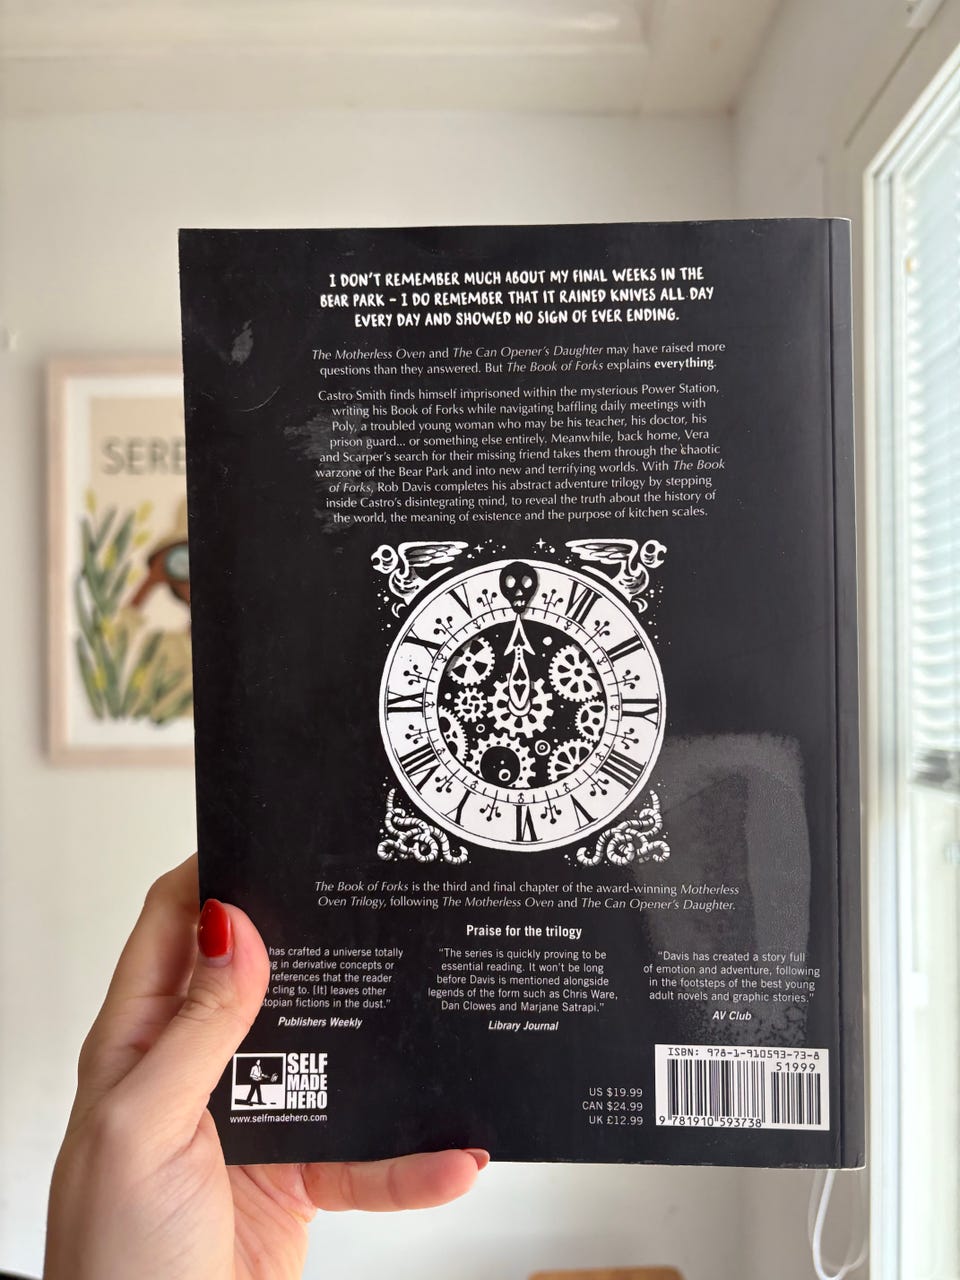 I DON'T REMEMBER MUCH ABOUT MY FINAL WEEKS IN THE
BEAR PARK – I DO REMEMBER THAT IT RAINED KNIVES ALL DAY
EVERY DAY AND SHOWED NO SIGN OF EVER ENDING.
The Motherless Oven and The Can Opener's Daughter may have raised more
questions than they answered. But The Book of Forks explains everything.
Castro Smith finds himself imprisoned within the mysterious Power Station,
writing his Book of Forks while navigating baffling daily meetings with
Poly, a troubled young woman who may be his teacher, his doctor, his
prison guard... or something else entirely. Meanwhile, back home, Vera
and Scarper's search for their missing friend takes them through the chaotic
warzone of the Bear Park and into new and terrifying worlds. With The Book
of Forks, Rob Davis completes his abstract adventure trilogy by stepping
inside Castro's disintegrating mind, to reveal the truth about the history of
the world, the meaning of existence and the purpose of kitchen scales.
The Book of Forks is the third and final chapter of the award-winning Motherless
Oven Trilogy, following The Motherless Oven and The Can Opener's Daughter.
Praise for the trilogy
has crafted a universe totally
in derivative concepts or
references that the reader
cling to. [It] leaves other
fictions in the dust."
Publishers Weekly
"The series is quickly proving to be
essential reading. It won't be long
before Davis is mentioned alongside
legends of the form such as Chris Ware,
Dan Clowes and Marjane Satrapi."
Library Journal
"Davis has created a story full
of emotion and adventure, following
in the footsteps of the best young
adult novels and graphic stories."
AV Club
SELF
MADE
HERO
www.selfmadehero.com
US $19.99
CAN $24.99
UK £12.99
ISBN: 978-1-910593-73-8
51999
9 781910 593738